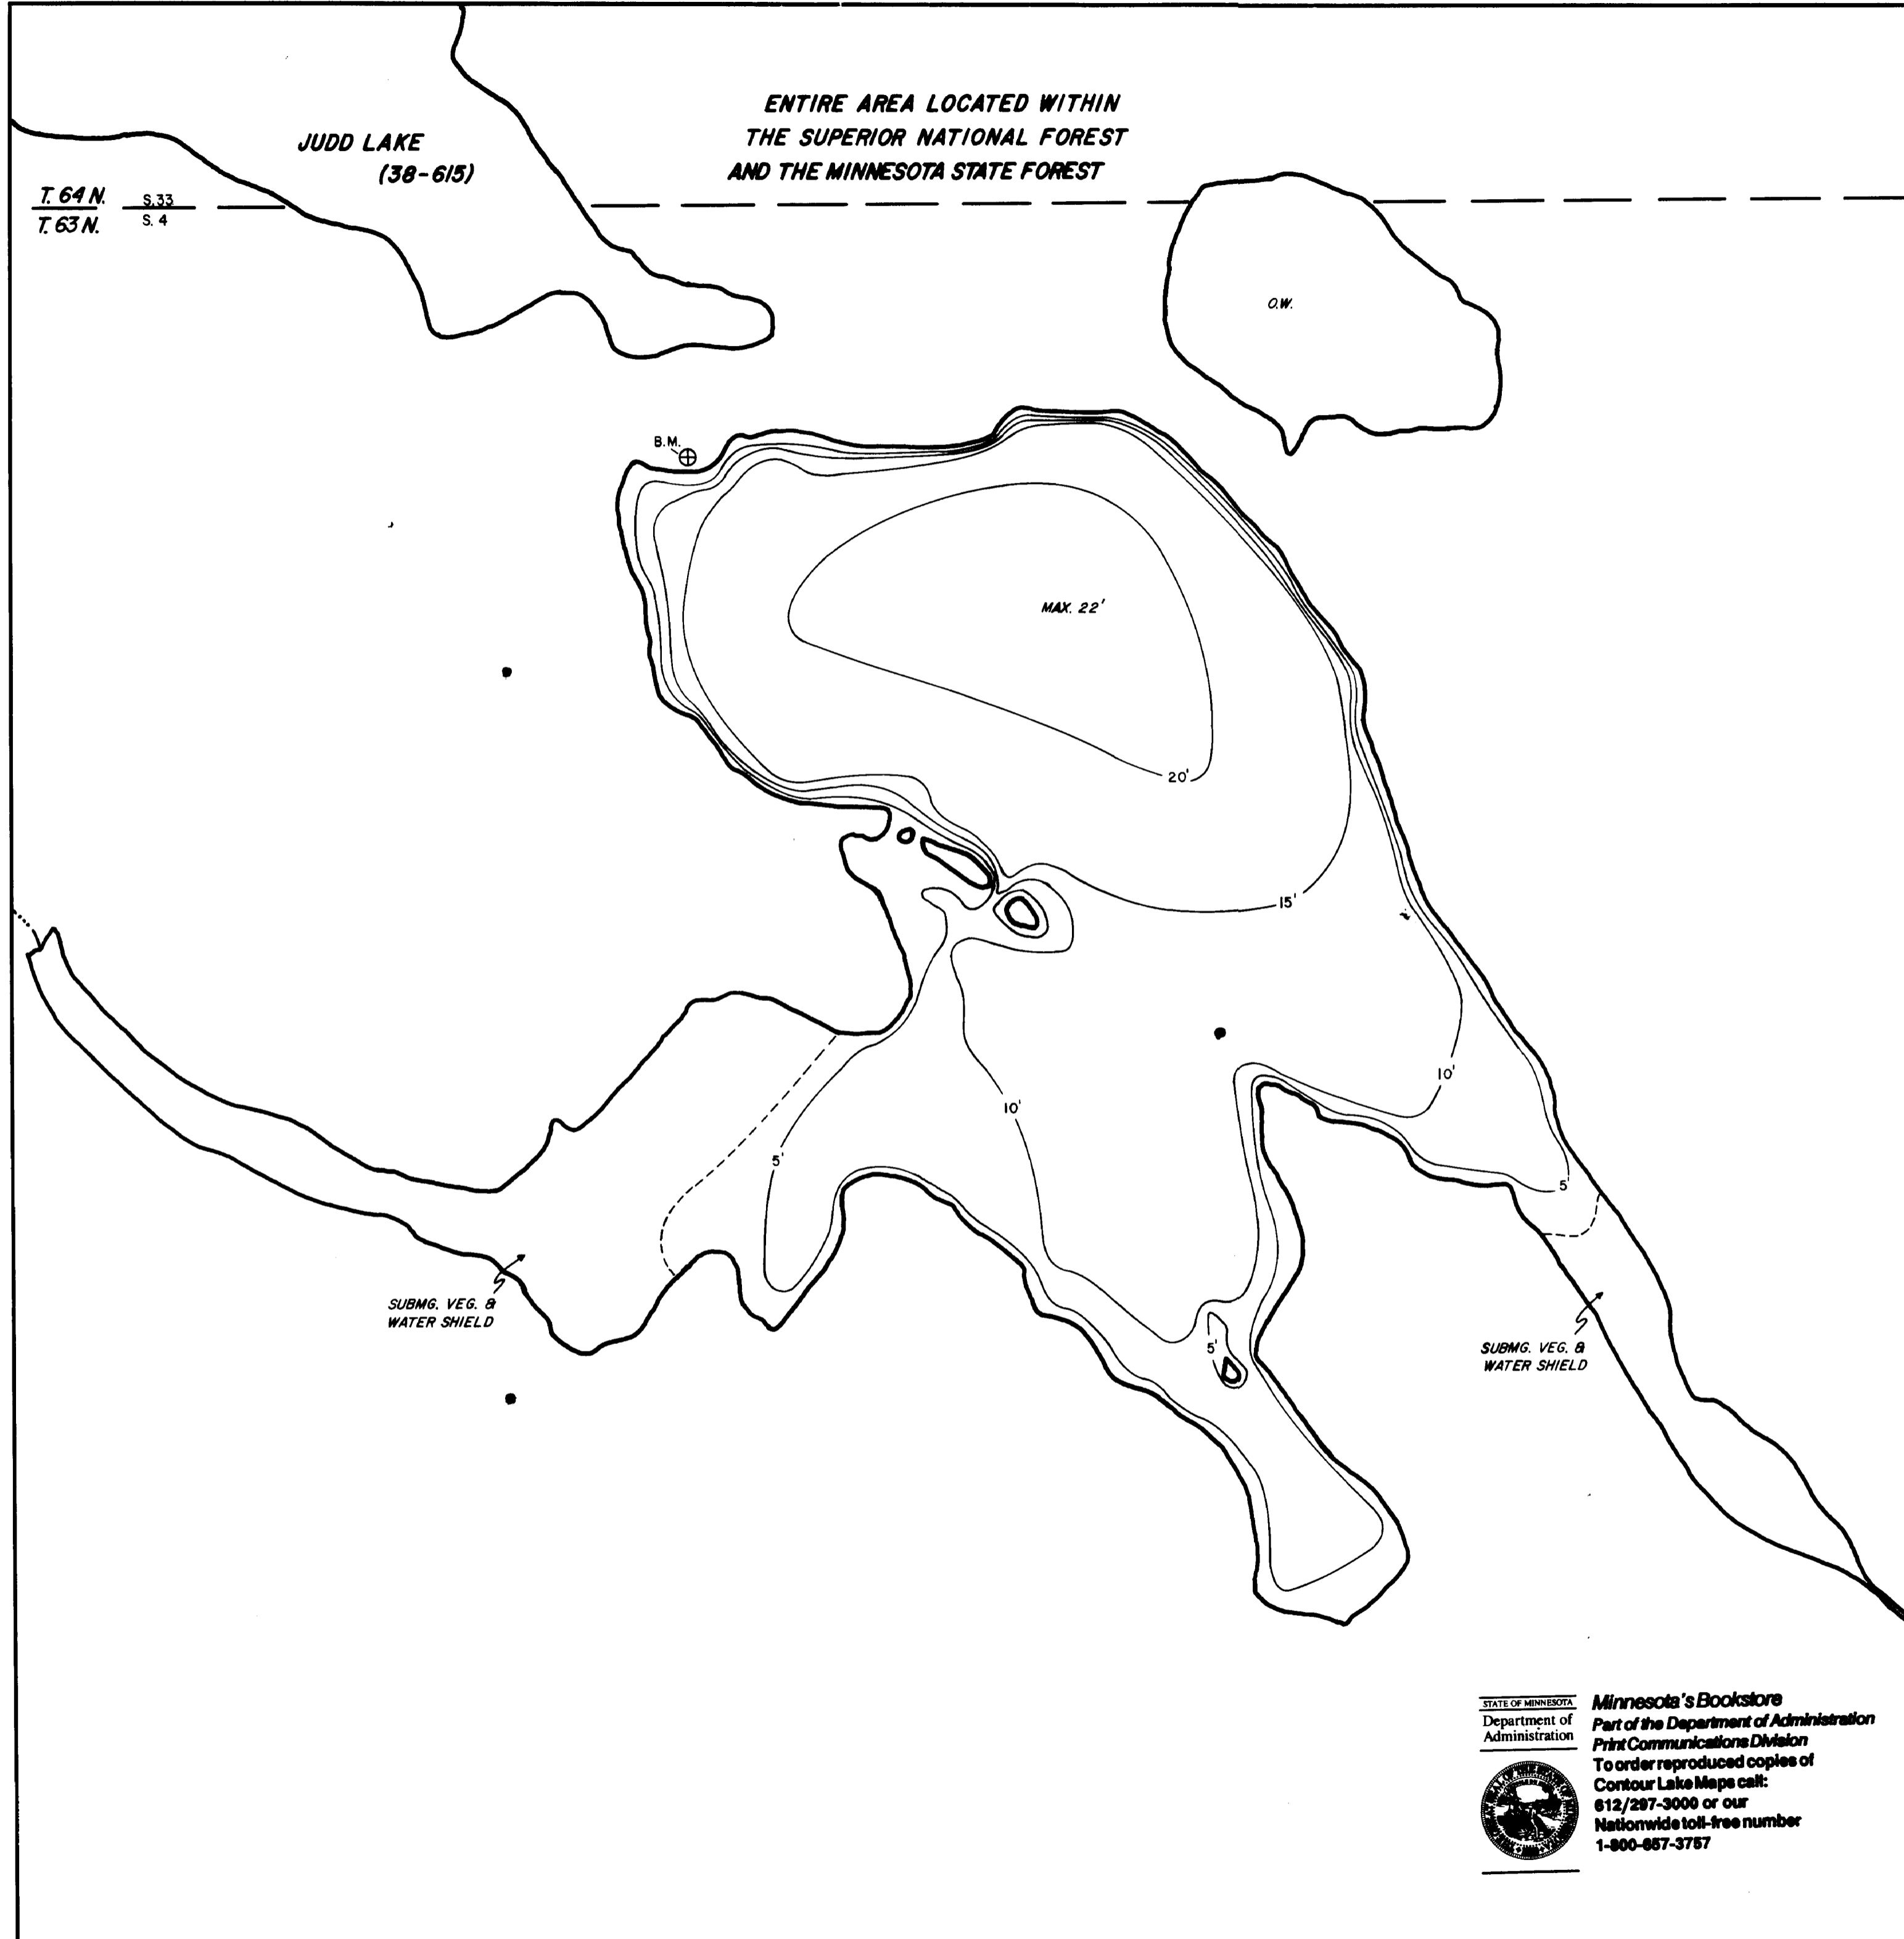 ENTIRE AREA LOCATED WITHIN
THE SUPERIOR NATIONAL FOREST
AND THE MINNESOTA STATE FOREST
JUDD LAKE
(38-615)
T. 64 N.
S.33
T. 63 N.
S. 4
O.W.
B.M.
MAX. 22'
20'
15'
10'
10'
5'
5'
5'
SUBMG. VEG. &
WATER SHIELD
SUBMG. VEG. &
WATER SHIELD
STATE OF MINNESOTA
Department of
Administration
Minnesota's Bookstore
Part of the Department of Administration
Print Communications Division
To order reproduced copies of
Contour Lake Maps call:
612/297-3000 or our
Nationwide toll-free number
1-800-657-3757